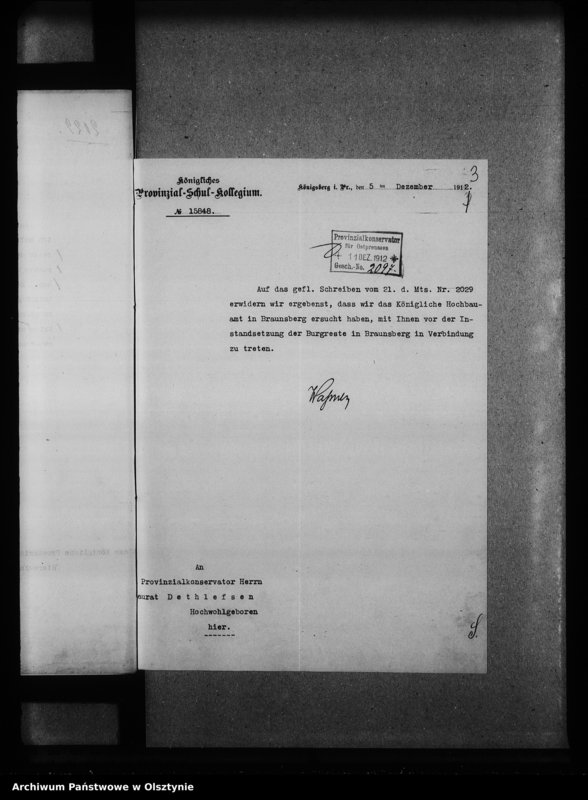 3
Königliches
Provinzial-Schul-Kollegium.
№ 15848.
Königsberg i. Pr., den 5 ten Dezember 1912.
Provinzialkonservator
für Ostpreussen
11 DEZ. 1912
Gesch.-No. 2097.
Auf das gefl. Schreiben vom 21. d. Mts. Nr. 2029
erwidern wir ergebenst, dass wir das Königliche Hochbau-
amt in Braunsberg ersucht haben, mit Ihnen vor der In-
standsetzung der Burgreste in Braunsberg in Verbindung
zu treten.
An
Provinzialkonservator Herrn
urat Dethlefsen
Hochwohlgeboren
hier.
Archiwum Państwowe w Olsztynie